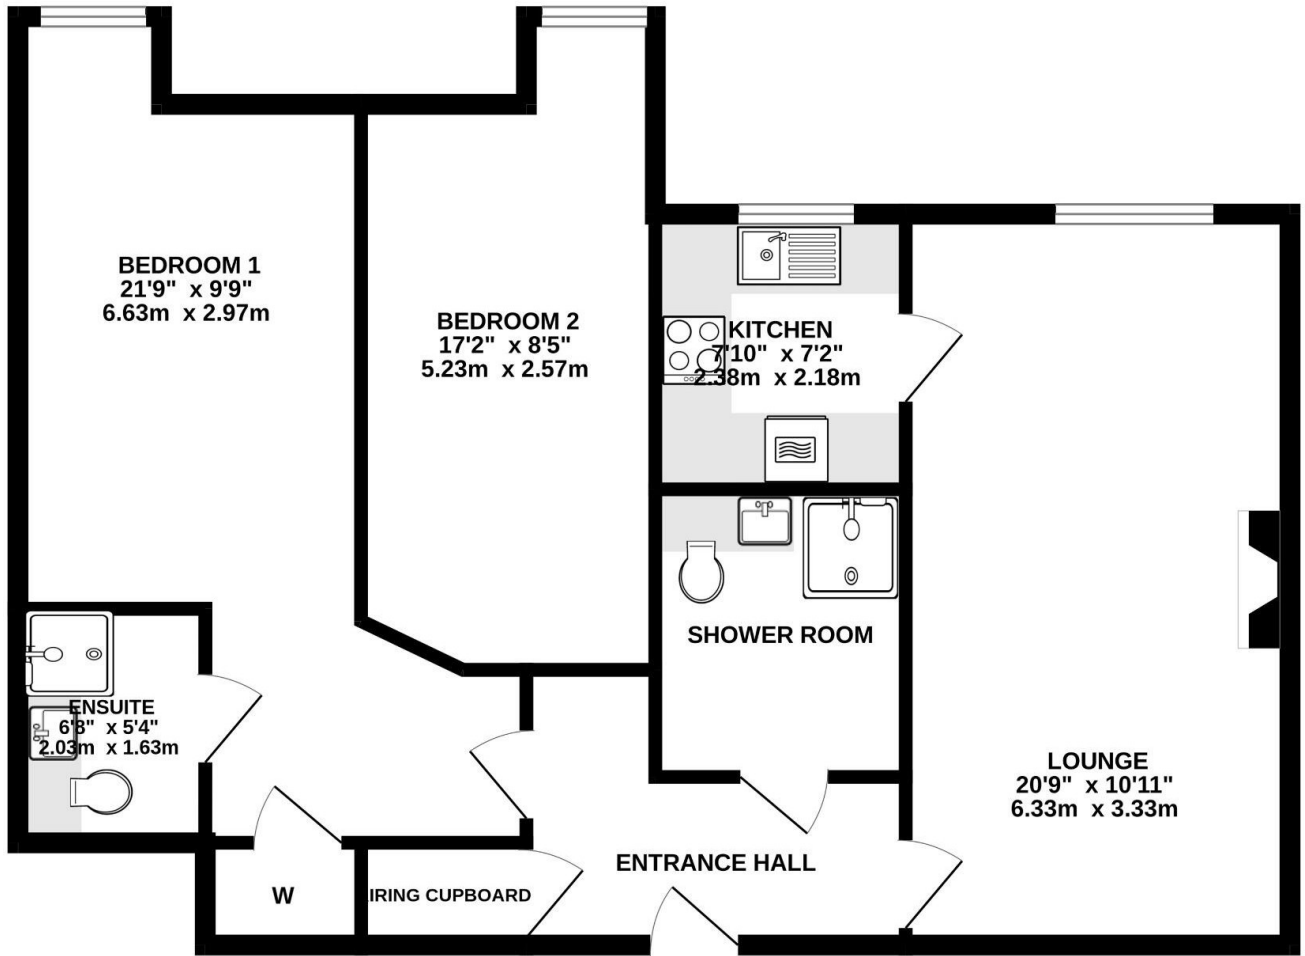 BEDROOM 1
21'9" x 9'9"
6.63m x 2.97m
BEDROOM 2
17'2" x 8'5"
5.23m x 2.57m
KITCHEN
7'10" x 7'2"
2.38m x 2.18m
SHOWER ROOM
ENSUITE
6'8" x 5'4"
2.03m x 1.63m
LOUNGE
20'9" x 10'11"
6.33m x 3.33m
ENTRANCE HALL
W
IRING CUPBOARD